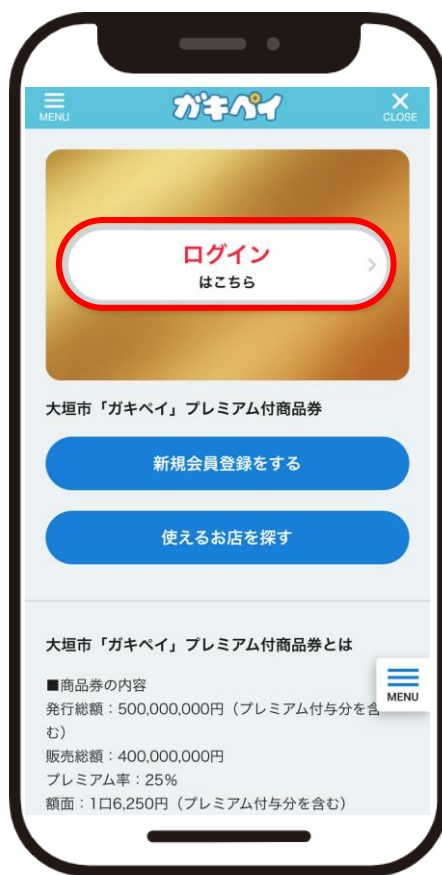 MENU
ガキペイ
CLOSE
ログイン
はこちら
大垣市「ガキペイ」プレミアム付商品券
新規会員登録をする
使えるお店を探す
大垣市「ガキペイ」プレミアム付商品券とは
■商品券の内容
発行総額：500,000,000円（プレミアム付与分を含
む）
MENU
販売総額：400,000,000円
プレミアム率：25%
額面：1口6,250円（プレミアム付与分を含む）